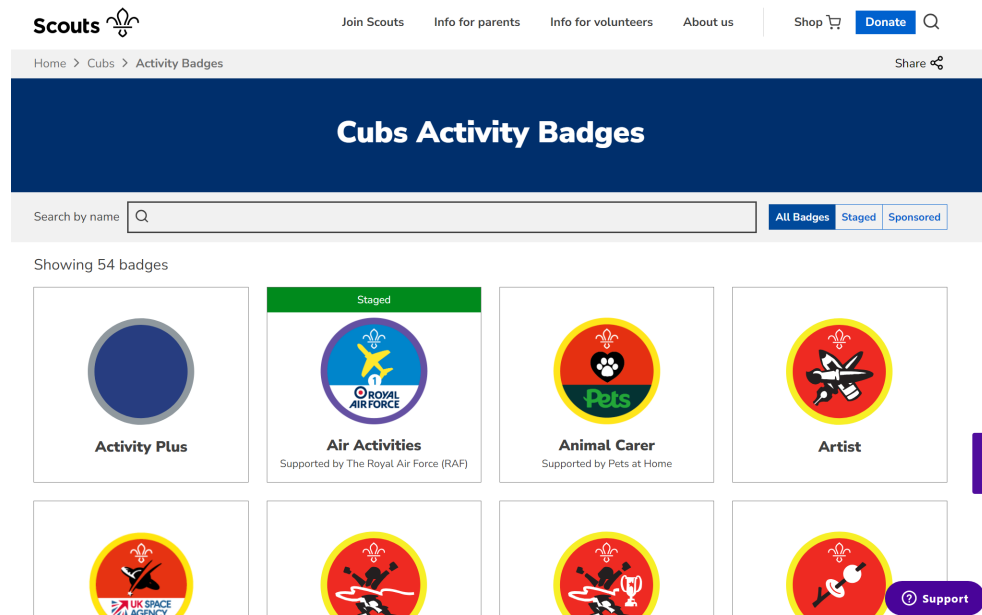 Scouts
Join Scouts Info for parents Info for volunteers About us Shop Donate
Home > Cubs > Activity Badges Share
Cubs Activity Badges
Search by name All Badges Staged Sponsored
Showing 54 badges
Staged
1
ROYAL
AIR FORCE
Pets
Activity Plus
Air Activities
Supported by The Royal Air Force (RAF)
Animal Carer
Supported by Pets at Home
Artist
UK SPACE
AGENCY
Support